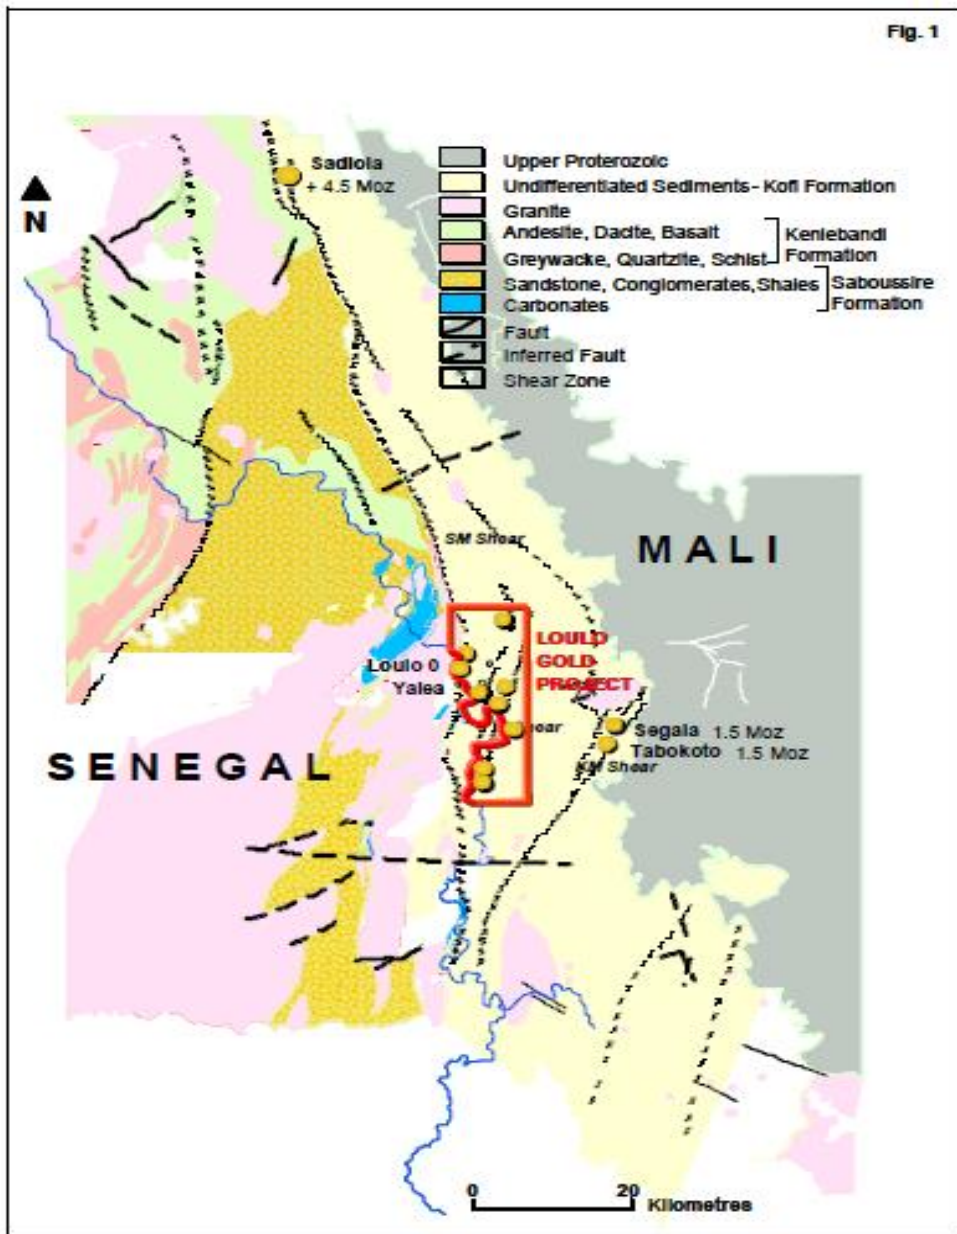 Fig. 1
Sadiola
+ 4.5 Moz
N
Upper Proterozoic
Undifferentiated Sediments - Kofi Formation
Granite
Andesite, Dacite, Basalt
Greywacke, Quartzite, Schist
Keniebandi
Formation
Sandstone, Conglomerates, Shales
Carbonates
Saboussire
Formation
Fault
Inferred Fault
Shear Zone
SM Shear
MALI
LOULO
GOLD
PROJECT
Loulo 0
Yalea
Segala 1.5 Moz
Tabokoto 1.5 Moz
KM Shear
SENEGAL
0 20
Kilometres